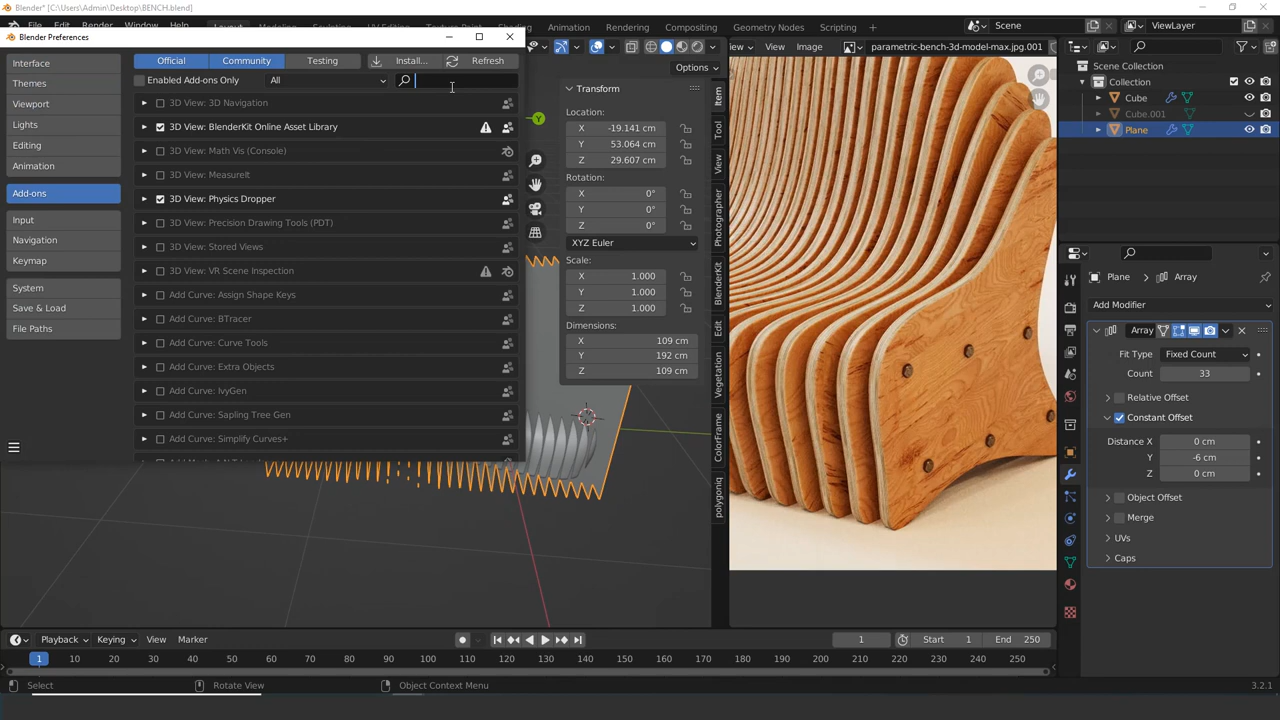 Blender* [C:\Users\Admin\Desktop\BENCH.blend]
File Edit Render Window Help Layout Animation Rendering Compositing Geometry Nodes Scripting Scene ViewLayer
Blender Preferences
View Image parametric-bench-3d-model-max.jpg.001
Options
Interface
Themes
Viewport
Lights
Editing
Animation
Add-ons
Input
Navigation
Keymap
System
Save & Load
File Paths
Official Community Testing Install... Refresh
Enabled Add-ons Only All
3D View: 3D Navigation
3D View: BlenderKit Online Asset Library
3D View: Math Vis (Console)
3D View: MeasureIt
3D View: Physics Dropper
3D View: Precision Drawing Tools (PDT)
3D View: Stored Views
3D View: VR Scene Inspection
Add Curve: Assign Shape Keys
Add Curve: BTracer
Add Curve: Curve Tools
Add Curve: Extra Objects
Add Curve: IvyGen
Add Curve: Sapling Tree Gen
Add Curve: Simplify Curves+
Y
Transform
Location:
X -19.141 cm
Y 53.064 cm
Z 29.607 cm
Rotation:
X 0°
Y 0°
Z 0°
XYZ Euler
Scale:
X 1.000
Y 1.000
Z 1.000
Dimensions:
X 109 cm
Y 192 cm
Z 109 cm
Item
Tool
View
Photographer
BlenderKit
Edit
Vegetation
ColorFrame
polygoniq
Scene Collection
Collection
Cube
Cube.001
Plane
Plane Array
Add Modifier
Array
Fit Type Fixed Count
Count 33
Relative Offset
Constant Offset
Distance X 0 cm
Y -6 cm
Z 0 cm
Object Offset
Merge
UVs
Caps
Playback Keying View Marker 1 Start 1 End 250
1 10 20 30 40 50 60 70 80 90 100 110 120 130 140 150 160 170 180 190 200 210 220 230 240 250
Select Rotate View Object Context Menu 3.2.1